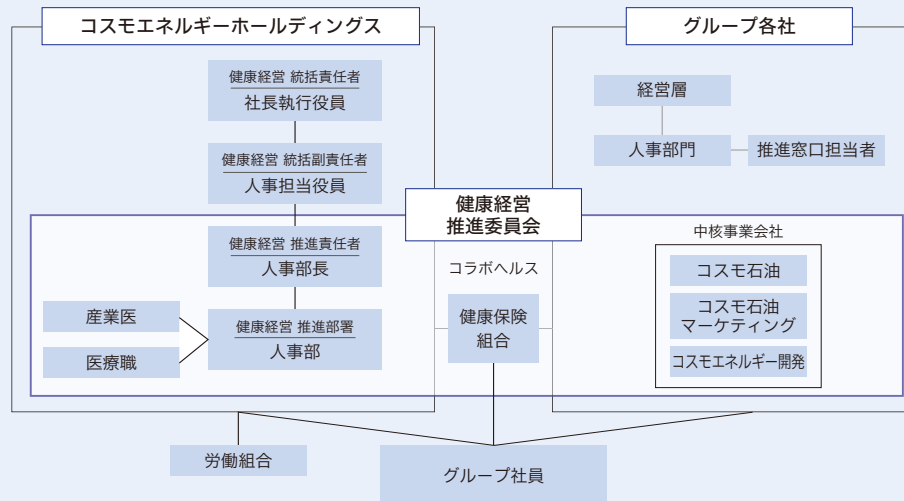 コスモエネルギーホールディングス
健康経営 統括責任者
社長執行役員
健康経営 統括副責任者
人事担当役員
健康経営 推進責任者
人事部長
健康経営 推進部署
人事部
産業医
医療職
健康経営
推進委員会
コラボヘルス
健康保険
組合
グループ各社
経営層
人事部門
推進窓口担当者
中核事業会社
コスモ石油
コスモ石油
マーケティング
コスモエネルギー開発
労働組合
グループ社員